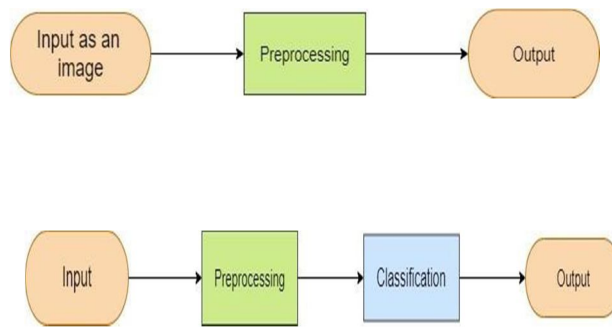 Input as an
image
Preprocessing
Output
Input
Preprocessing
Classification
Output